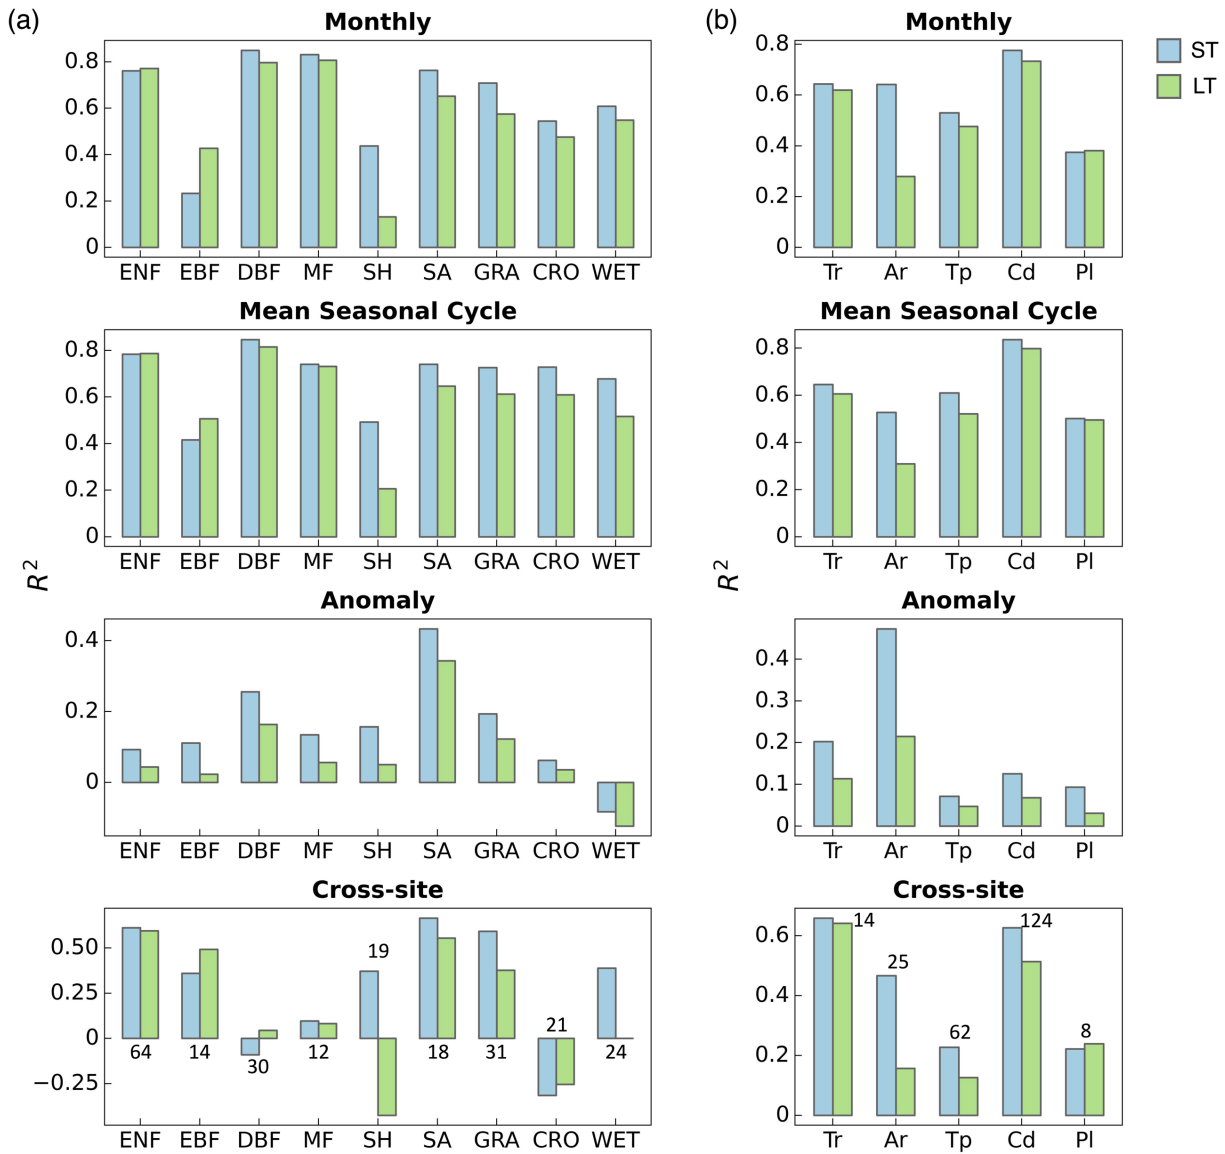 (a)
Monthly
0.8
0.6
0.4
0.2
0
ENF EBF DBF MF SH SA GRA CRO WET
Mean Seasonal Cycle
0.8
0.6
0.4
0.2
0
ENF EBF DBF MF SH SA GRA CRO WET
R²
Anomaly
0.4
0.2
0
ENF EBF DBF MF SH SA GRA CRO WET
Cross-site
0.50
0.25
0
−0.25
19
21
64 14 30 12 18 31 24
ENF EBF DBF MF SH SA GRA CRO WET
(b)
Monthly
0.8
0.6
0.4
0.2
0
Tr Ar Tp Cd Pl
Mean Seasonal Cycle
0.8
0.6
0.4
0.2
0
Tr Ar Tp Cd Pl
R²
Anomaly
0.4
0.3
0.2
0.1
0
Tr Ar Tp Cd Pl
Cross-site
0.6
0.4
0.2
0
14 25 62 124 8
Tr Ar Tp Cd Pl
ST
LT